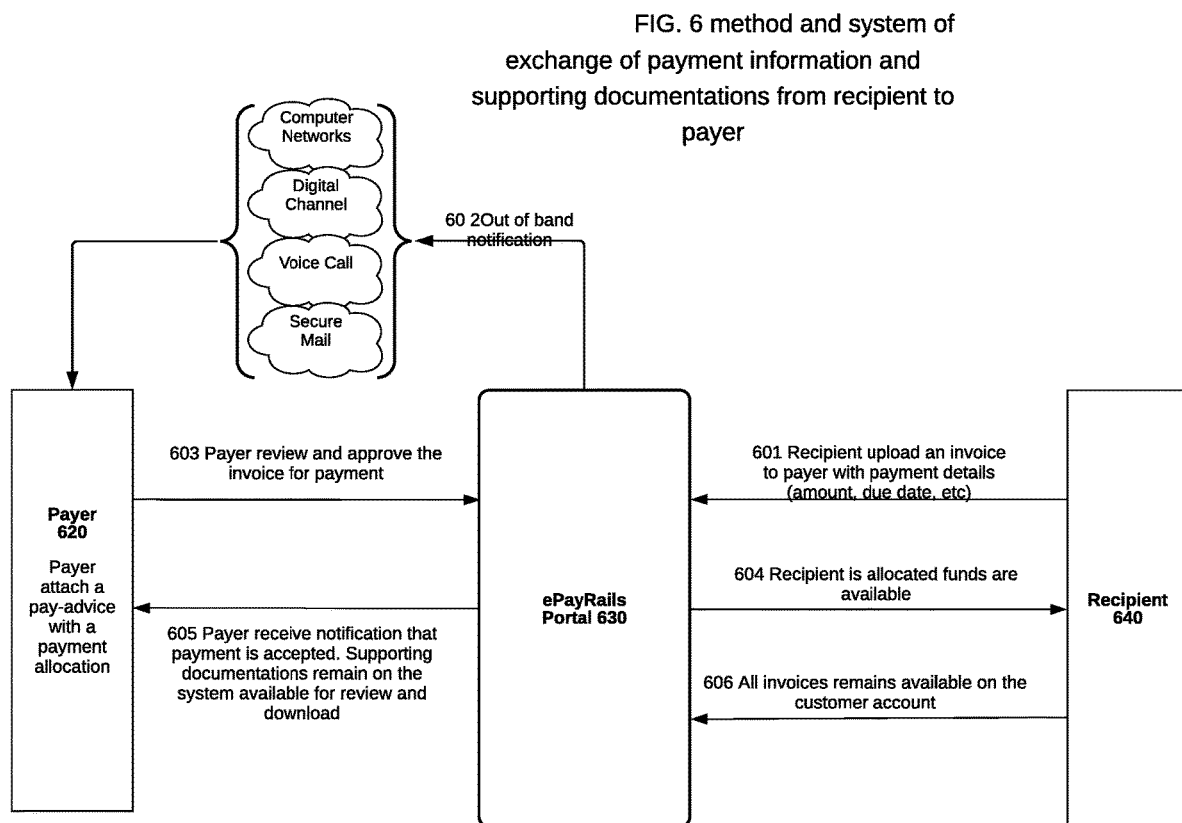 FIG. 6 method and system of
exchange of payment information and
supporting documentations from recipient to
payer
Computer
Networks
Digital
Channel
Voice Call
Secure
Mail
60 2Out of band
notification
603 Payer review and approve the
invoice for payment
601 Recipient upload an invoice
to payer with payment details
(amount, due date, etc)
Payer
620
Payer
attach a
pay-advice
with a
payment
allocation
ePayRails
Portal 630
604 Recipient is allocated funds are
available
Recipient
640
605 Payer receive notification that
payment is accepted. Supporting
documentations remain on the
system available for review and
download
606 All invoices remains available on the
customer account